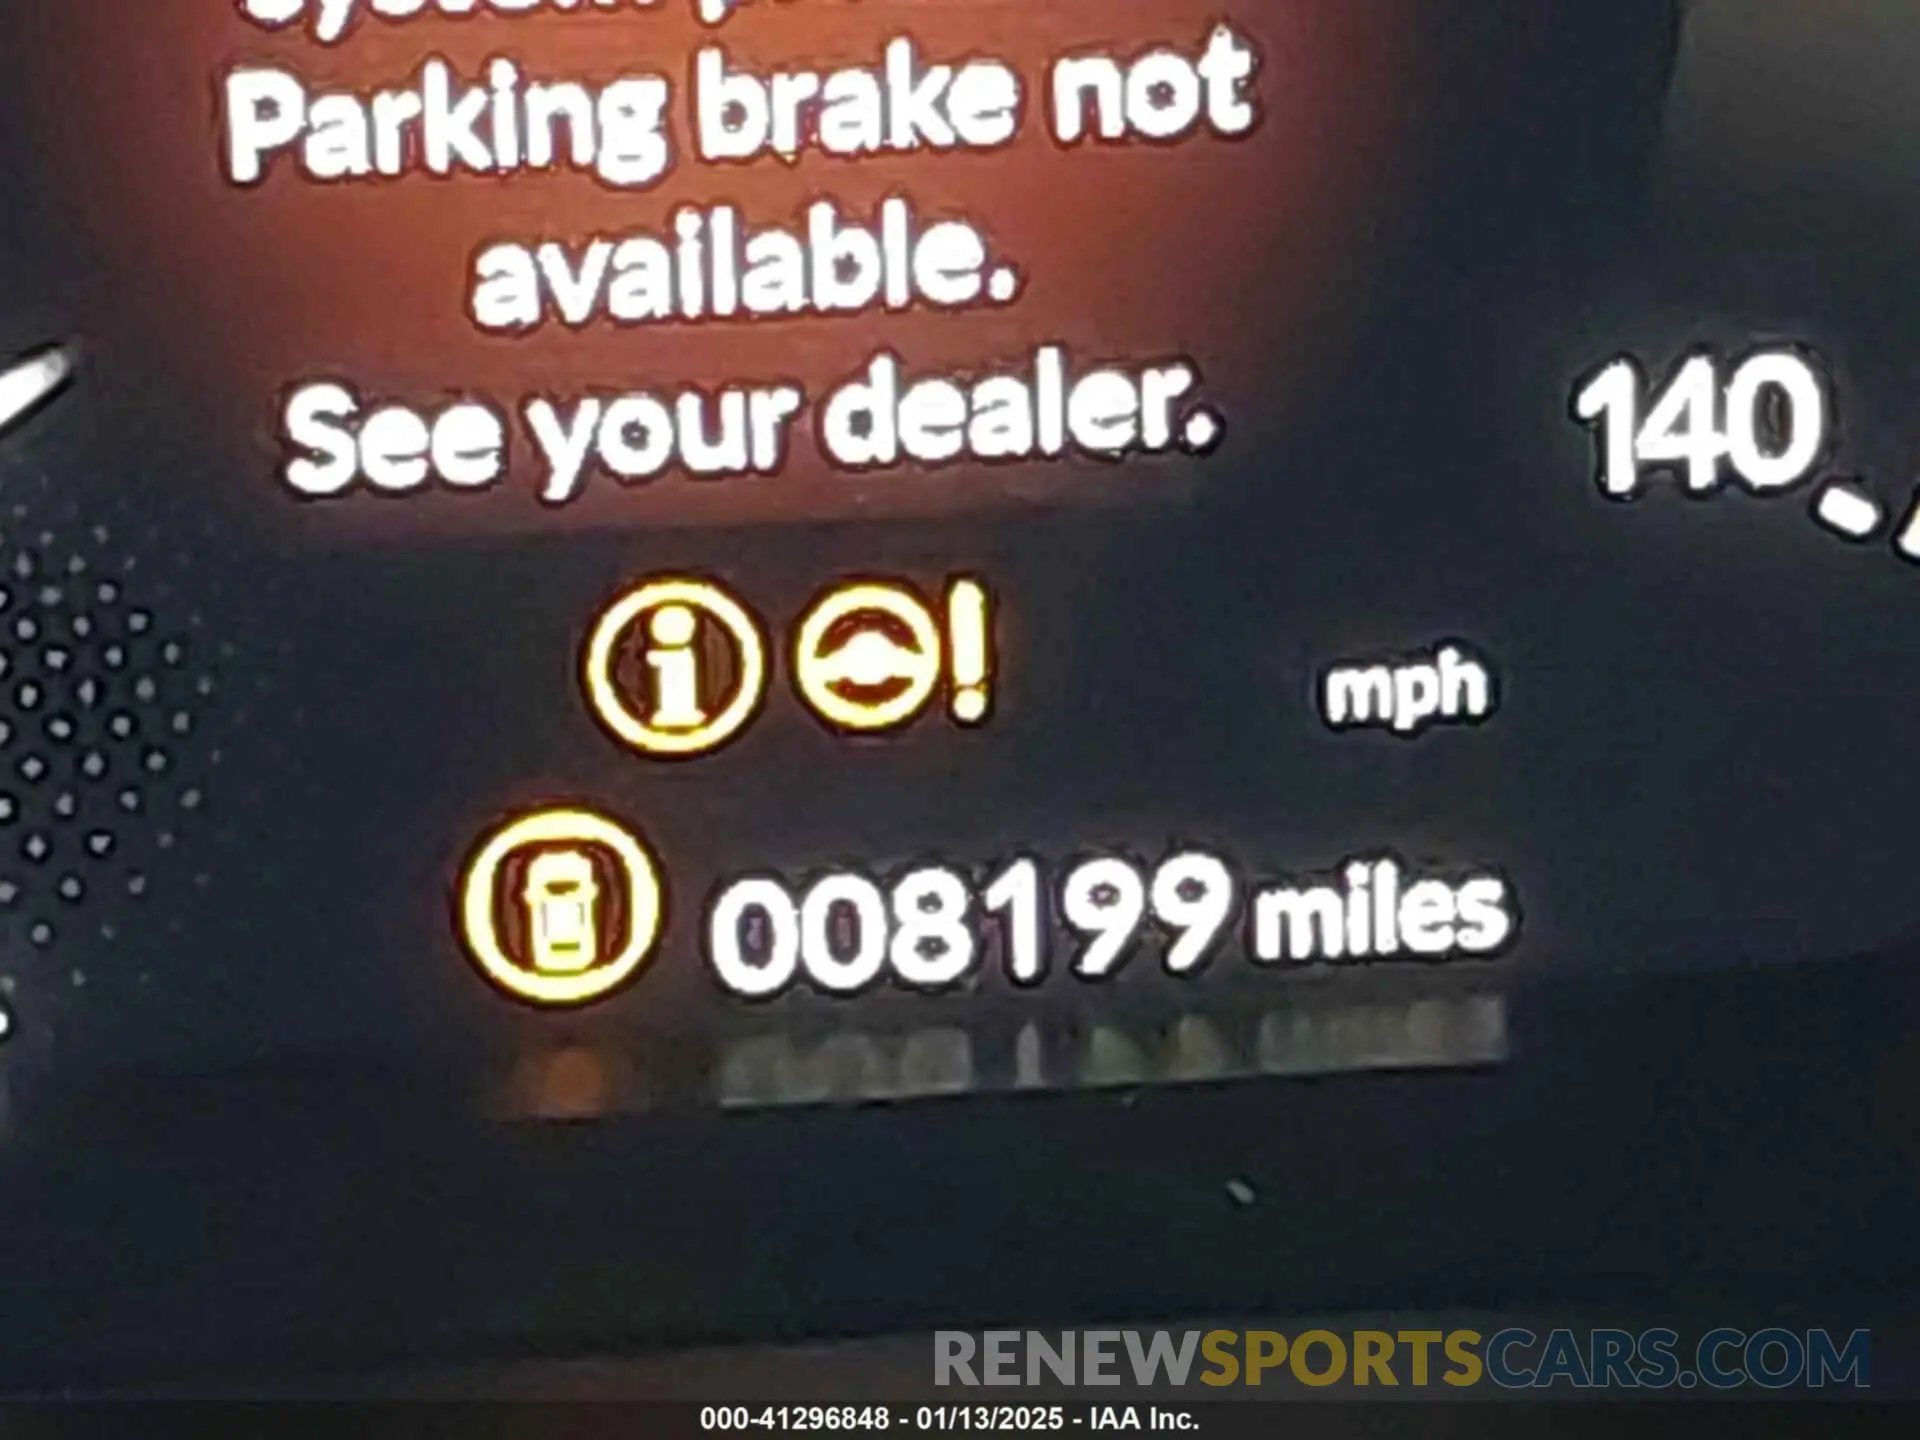 Parking brake not
available.
See your dealer.
140
mph
008199 miles
RENEWSPORTSCARS.COM
000-41296848 - 01/13/2025 - IAA Inc.